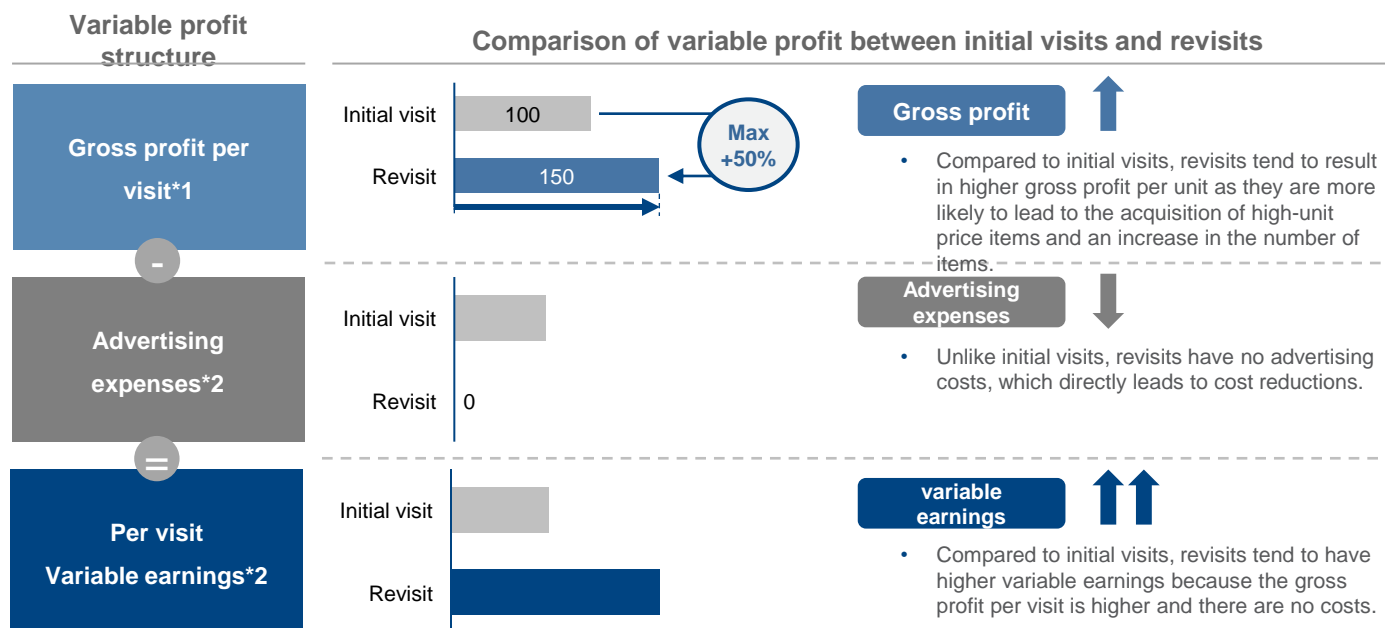 Variable profit
structure
Comparison of variable profit between initial visits and revisits
Gross profit per
visit*1
Initial visit
100
Revisit
150
Max
+50%
Gross profit
• Compared to initial visits, revisits tend to result
in higher gross profit per unit as they are more
likely to lead to the acquisition of high-unit
price items and an increase in the number of
items.
-
Advertising
expenses*2
Initial visit
Revisit
0
Advertising
expenses
• Unlike initial visits, revisits have no advertising
costs, which directly leads to cost reductions.
=
Per visit
Variable earnings*2
Initial visit
Revisit
variable
earnings
• Compared to initial visits, revisits tend to have
higher variable earnings because the gross
profit per visit is higher and there are no costs.